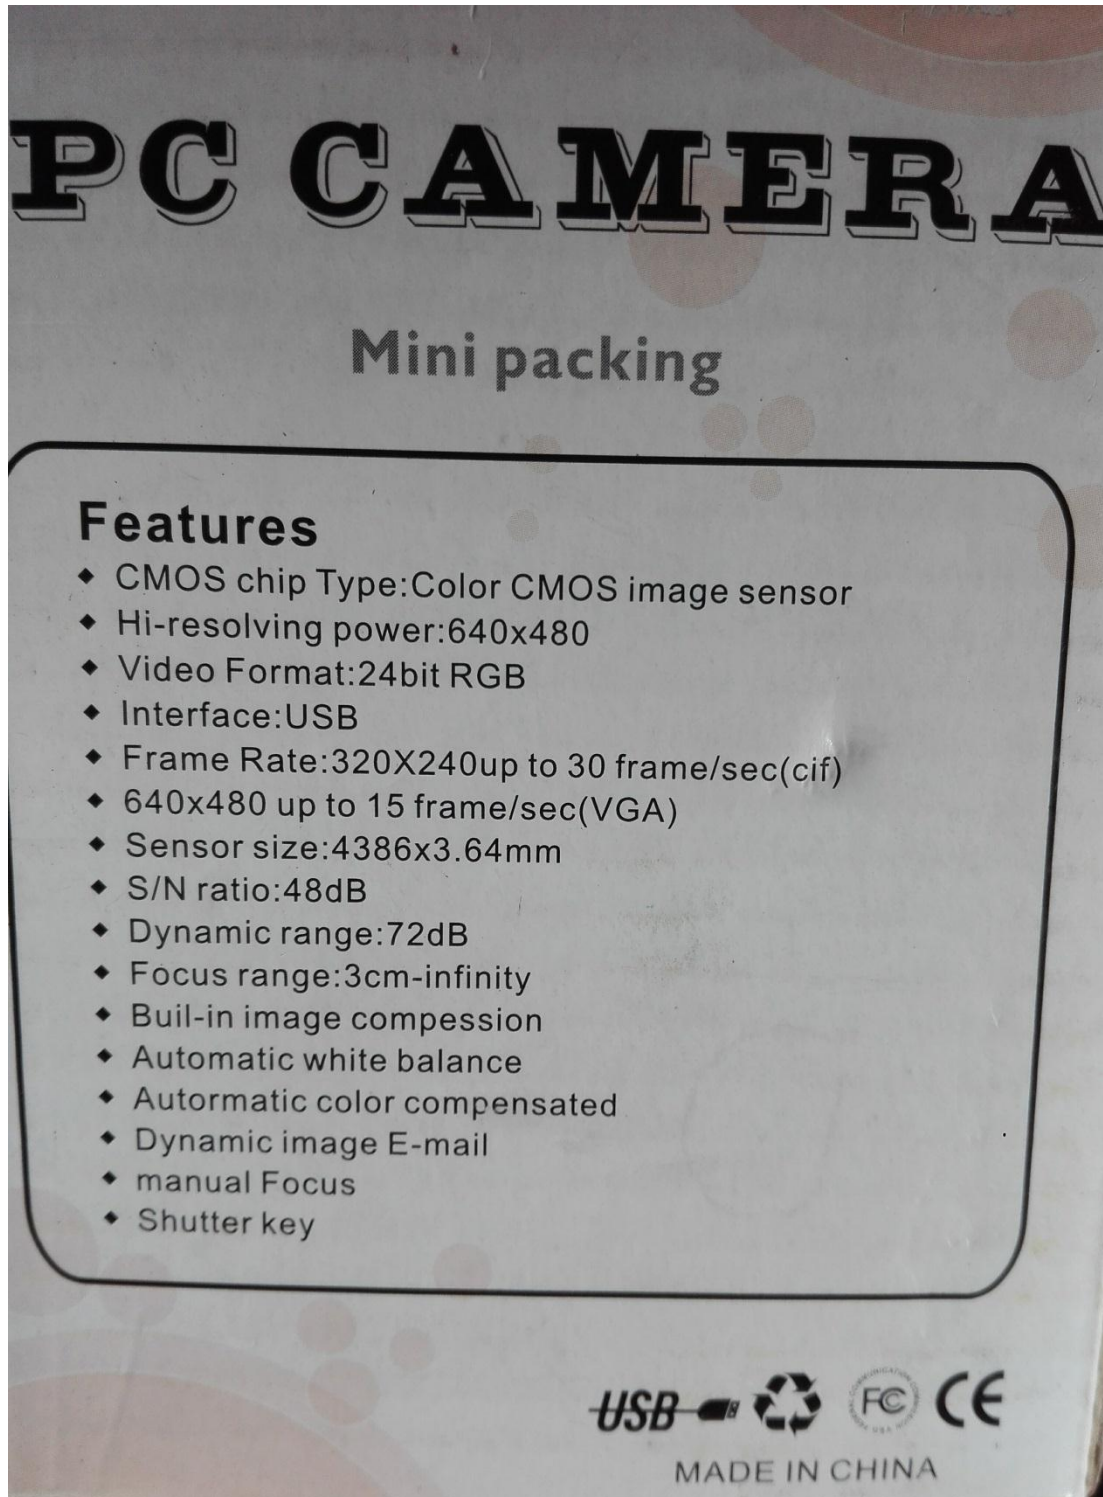 PC CAMERA
Mini packing
Features
◆ CMOS chip Type:Color CMOS image sensor
◆ Hi-resolving power:640x480
◆ Video Format:24bit RGB
◆ Interface:USB
◆ Frame Rate:320X240up to 30 frame/sec(cif)
◆ 640x480 up to 15 frame/sec(VGA)
◆ Sensor size:4386x3.64mm
◆ S/N ratio:48dB
◆ Dynamic range:72dB
◆ Focus range:3cm-infinity
◆ Buil-in image compession
◆ Automatic white balance
◆ Autormatic color compensated
◆ Dynamic image E-mail
◆ manual Focus
◆ Shutter key
USB FC CE
MADE IN CHINA